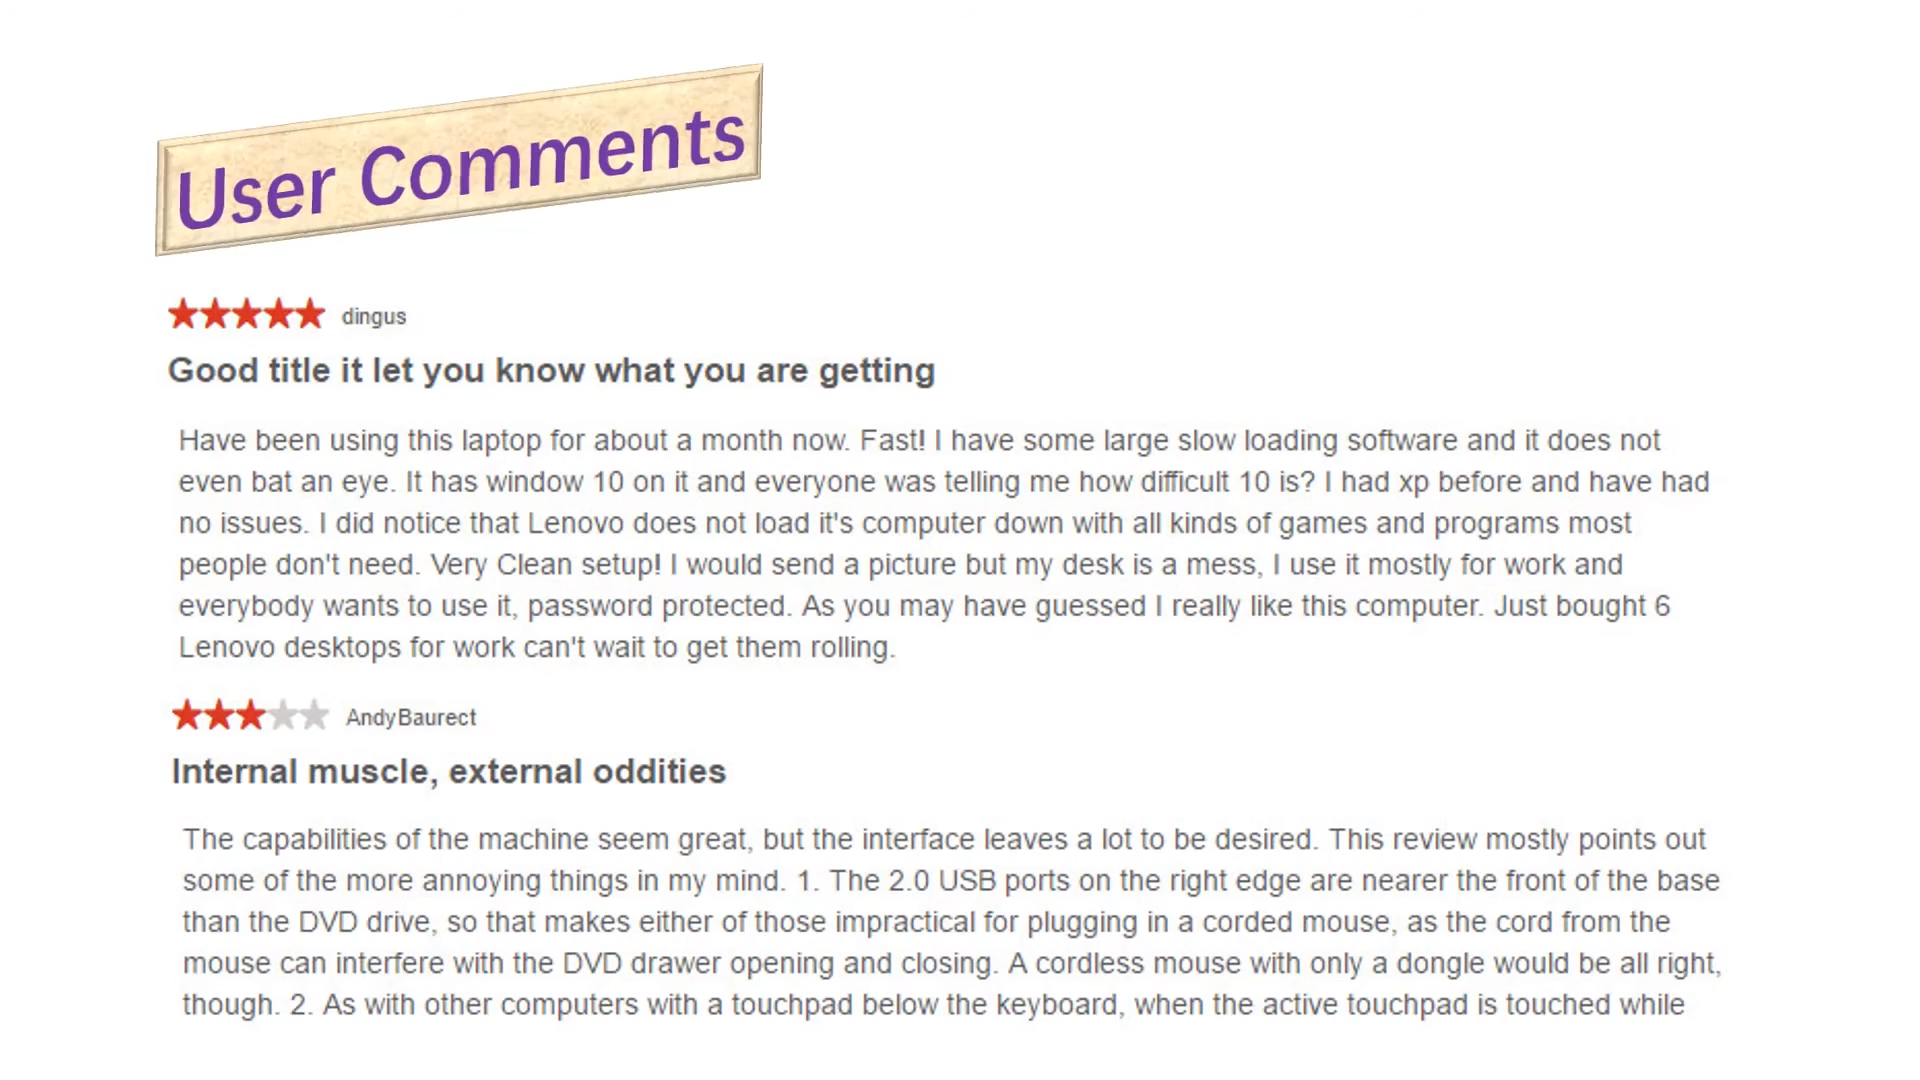 User Comments
dingus
Good title it let you know what you are getting
Have been using this laptop for about a month now. Fast! I have some large slow loading software and it does not
even bat an eye. It has window 10 on it and everyone was telling me how difficult 10 is? I had xp before and have had
no issues. I did notice that Lenovo does not load it's computer down with all kinds of games and programs most
people don't need. Very Clean setup! I would send a picture but my desk is a mess, I use it mostly for work and
everybody wants to use it, password protected. As you may have guessed I really like this computer. Just bought 6
Lenovo desktops for work can't wait to get them rolling.
AndyBaurect
Internal muscle, external oddities
The capabilities of the machine seem great, but the interface leaves a lot to be desired. This review mostly points out
some of the more annoying things in my mind. 1. The 2.0 USB ports on the right edge are nearer the front of the base
than the DVD drive, so that makes either of those impractical for plugging in a corded mouse, as the cord from the
mouse can interfere with the DVD drawer opening and closing. A cordless mouse with only a dongle would be all right,
though. 2. As with other computers with a touchpad below the keyboard, when the active touchpad is touched while